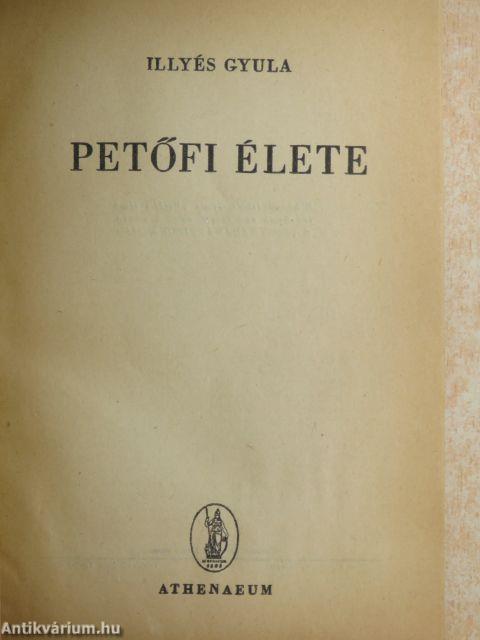 ILLYÉS GYULA
PETŐFI ÉLETE
ATHENAEUM
Antikvárium.hu